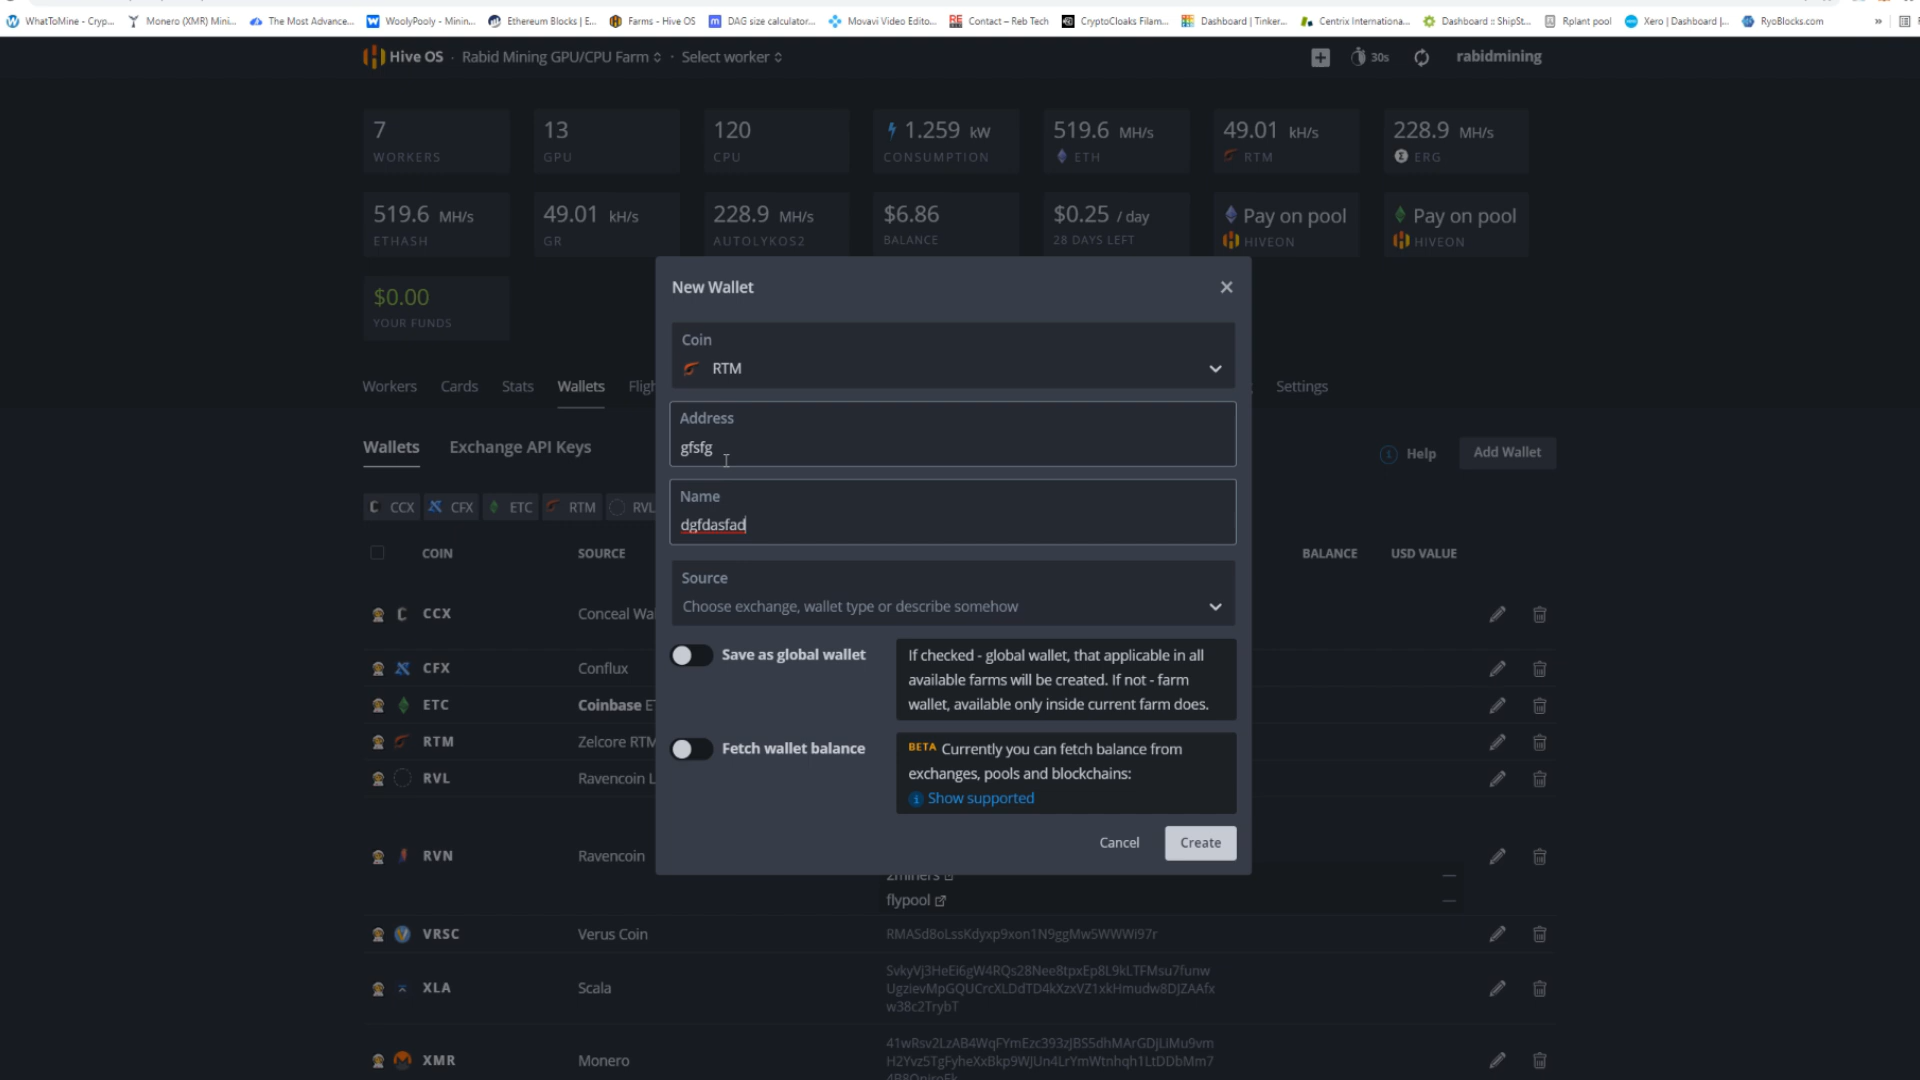 WhatToMine - Cryp... Monero (XMR) Mini... The Most Advance... WoolyPooly - Minin... Ethereum Blocks | E... Farms - Hive OS DAG size calculator... Movavi Video Edito... Contact – Reb Tech CryptoCloaks Filam... Dashboard | Tinker... Centrix Internationa... Dashboard :: ShipSt... Rplant pool Xero | Dashboard |... RyoBlocks.com »
Hive OS · Rabid Mining GPU/CPU Farm · Select worker 30s rabidmining
7 13 120 1.259 kW 519.6 MH/s 49.01 kH/s 228.9 MH/s
WORKERS GPU CPU CONSUMPTION ETH RTM ERG
519.6 MH/s 49.01 kH/s 228.9 MH/s $6.86 $0.25 / day Pay on pool Pay on pool
ETHASH GR AUTOLYKOS2 BALANCE 28 DAYS LEFT HIVEON HIVEON
$0.00
YOUR FUNDS
Workers Cards Stats Wallets Fligh Settings
Wallets Exchange API Keys Help Add Wallet
CCX CFX ETC RTM RVL
COIN SOURCE BALANCE USD VALUE
CCX Conceal Wa
CFX Conflux
ETC Coinbase E
RTM Zelcore RTM
RVL Ravencoin L
RVN Ravencoin
2miners
flypool
VRSC Verus Coin RMASd8oLssKdyxp9xon1N9ggMw5WWWi97r
XLA Scala
SvkyVj3HeEi6gW4RQs28Nee8tpxEp8L9kLTFMsu7funw
UgzievMpGQUCrcXLDdTD4kXzxVZ1xkHmudw8DJZAAfx
w38c2TrybT
XMR Monero
41wRsv2LzAB4WqFYmEzc393zJBS5dhMArGDjLiMu9vm
H2Yvz5TgFyheXxBkp9WJUn4LrYmWtnhqh1LtDDbMm7
New Wallet
Coin
RTM
Address
gfsfg
Name
dgfdasfad
Source
Choose exchange, wallet type or describe somehow
Save as global wallet
If checked - global wallet, that applicable in all
available farms will be created. If not - farm
wallet, available only inside current farm does.
Fetch wallet balance
BETA Currently you can fetch balance from
exchanges, pools and blockchains:
Show supported
Cancel Create